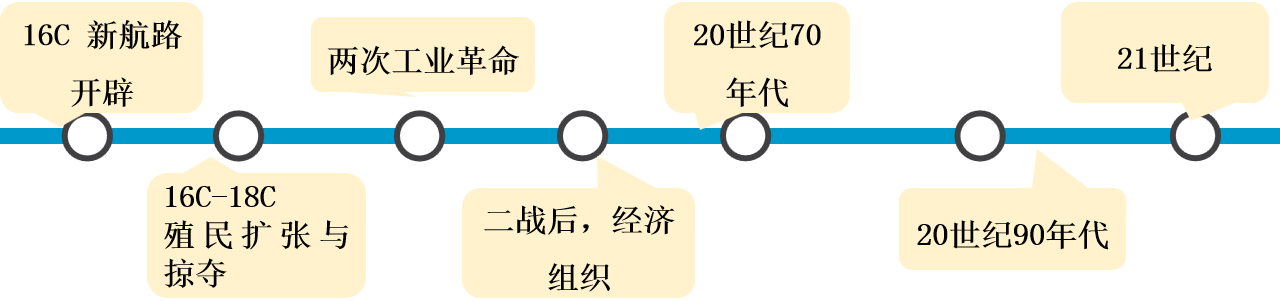 16C 新航路
开辟
16C-18C
殖民扩张与
掠夺
两次工业革命
二战后，经济
组织
20世纪70
年代
20世纪90年代
21世纪